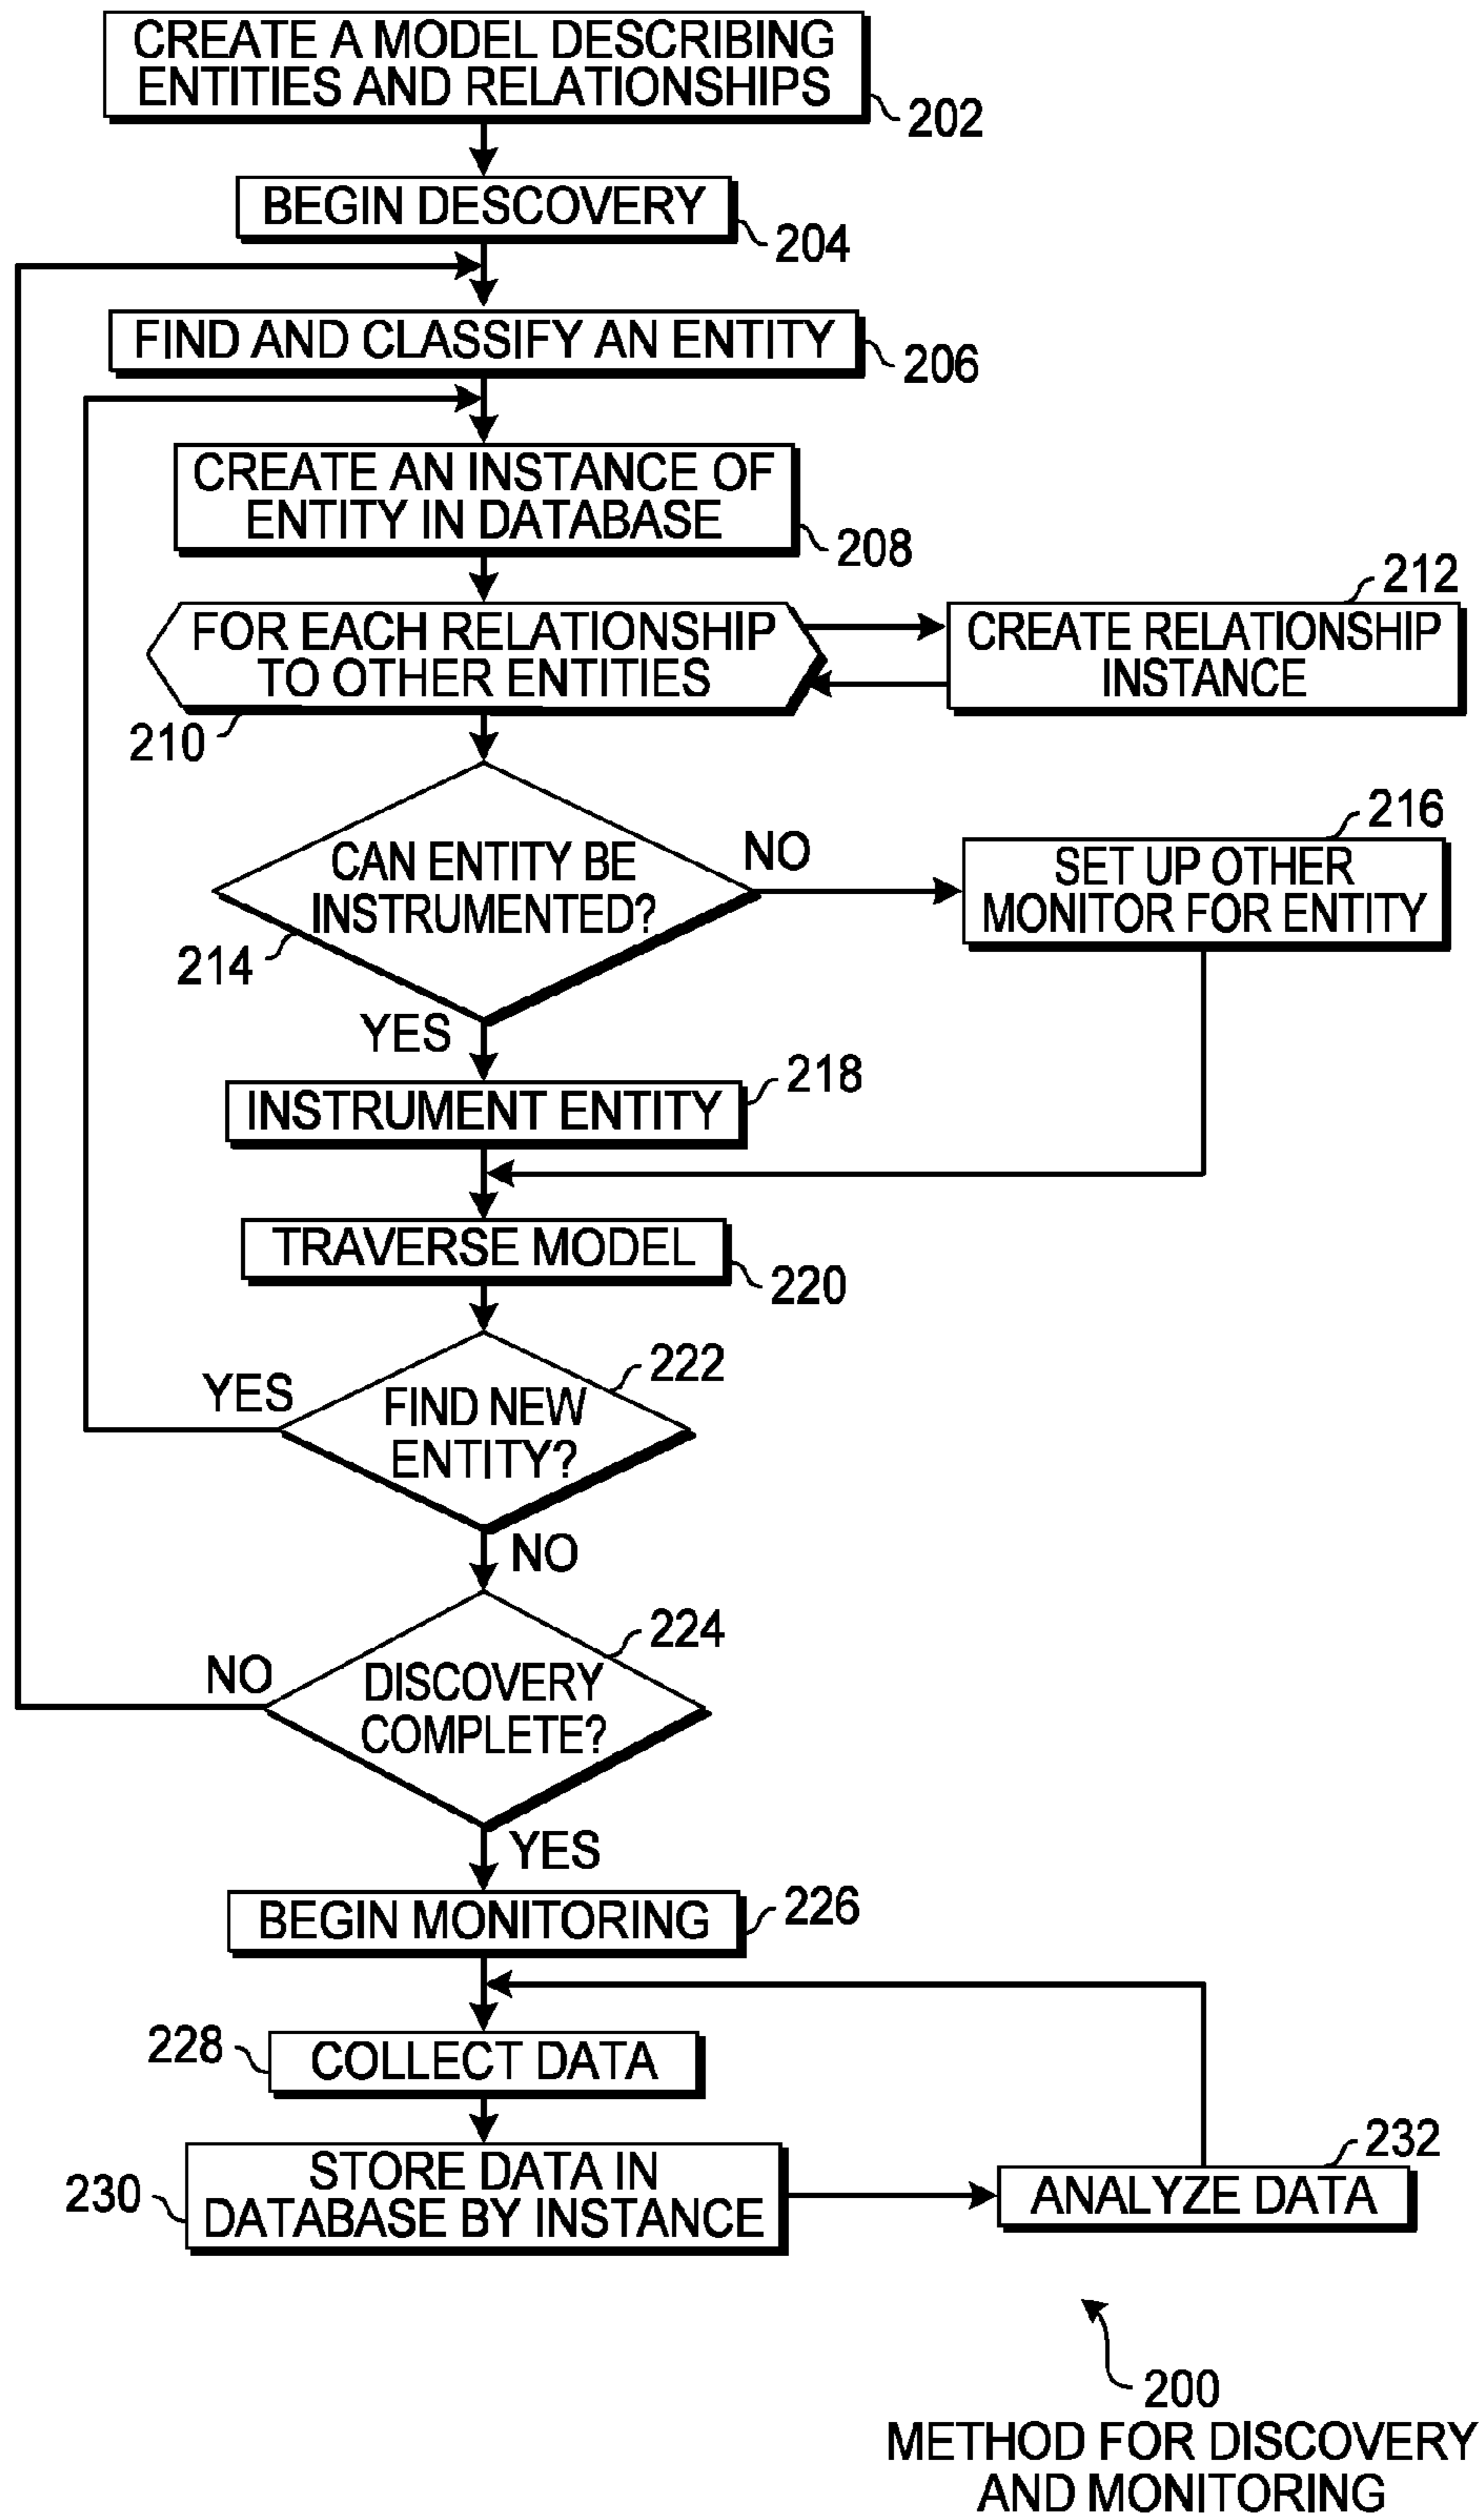 CREATE A MODEL DESCRIBING
ENTITIES AND RELATIONSHIPS
202
BEGIN DESCOVERY
204
FIND AND CLASSIFY AN ENTITY
206
CREATE AN INSTANCE OF
ENTITY IN DATABASE
208
212
FOR EACH RELATIONSHIP
TO OTHER ENTITIES
CREATE RELATIONSHIP
INSTANCE
210
216
CAN ENTITY BE
INSTRUMENTED?
NO
SET UP OTHER
MONITOR FOR ENTITY
214
YES
218
INSTRUMENT ENTITY
TRAVERSE MODEL
220
222
YES
FIND NEW
ENTITY?
NO
224
NO
DISCOVERY
COMPLETE?
YES
226
BEGIN MONITORING
228
COLLECT DATA
232
230
STORE DATA IN
DATABASE BY INSTANCE
ANALYZE DATA
200
METHOD FOR DISCOVERY
AND MONITORING